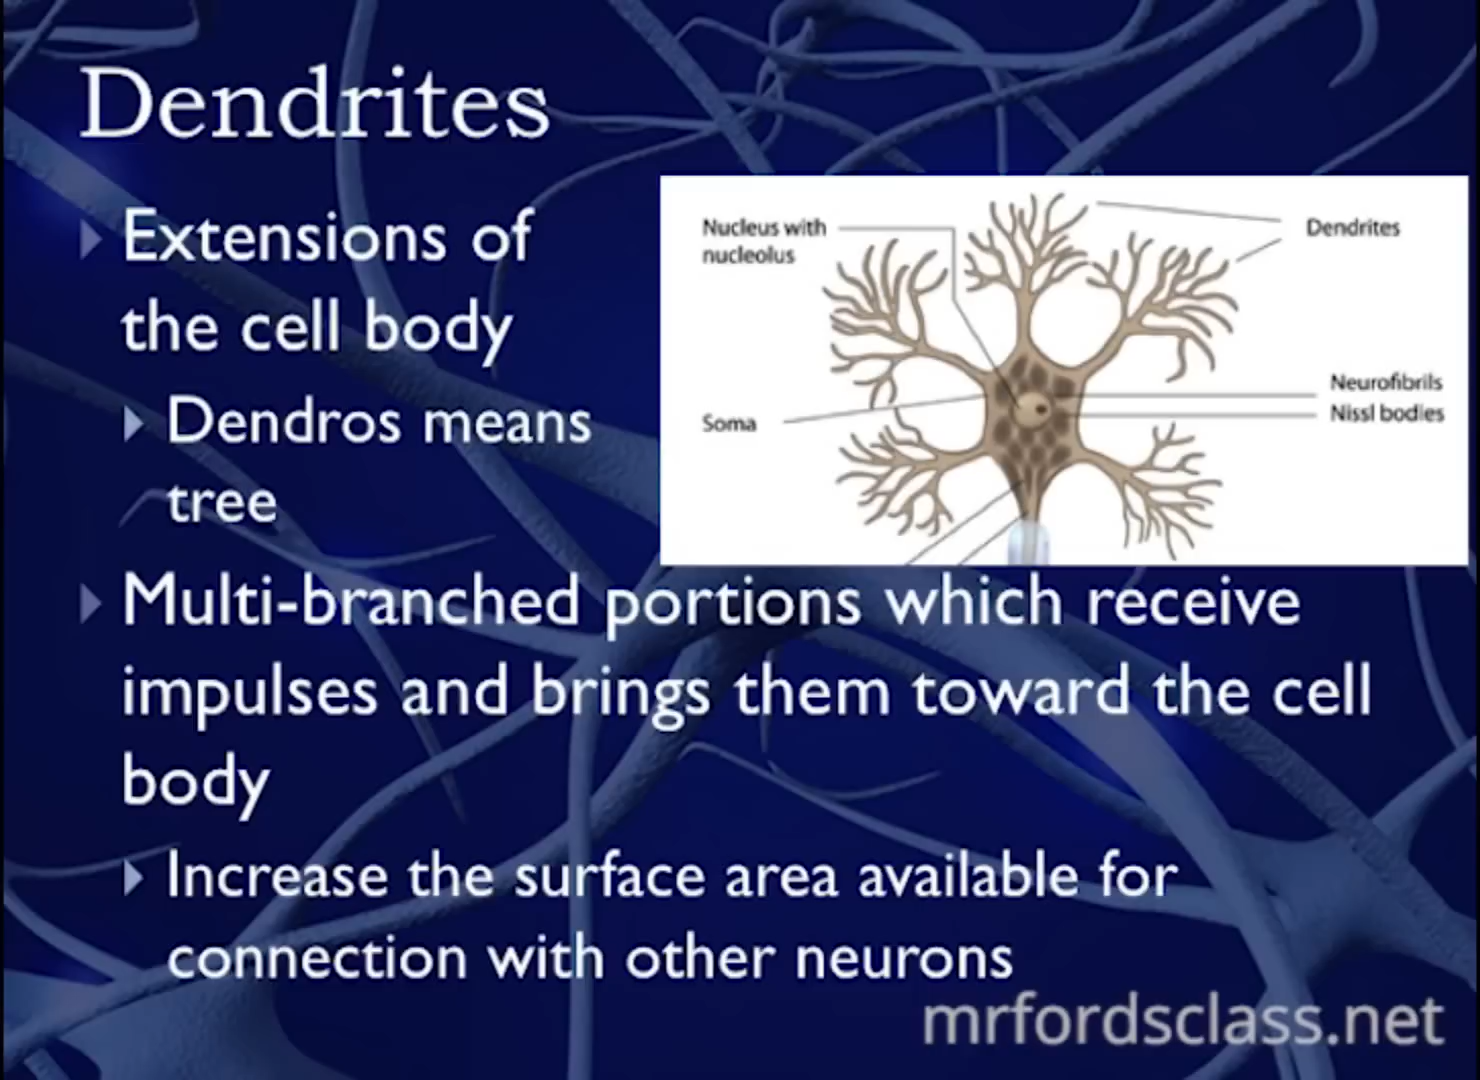 Dendrites
Extensions of
the cell body
Dendros means
tree
Nucleus with
nucleolus
Dendrites
Neurofibrils
Nissl bodies
Soma
Multi-branched portions which receive
impulses and brings them toward the cell
body
Increase the surface area available for
connection with other neurons
mrfordsclass.net